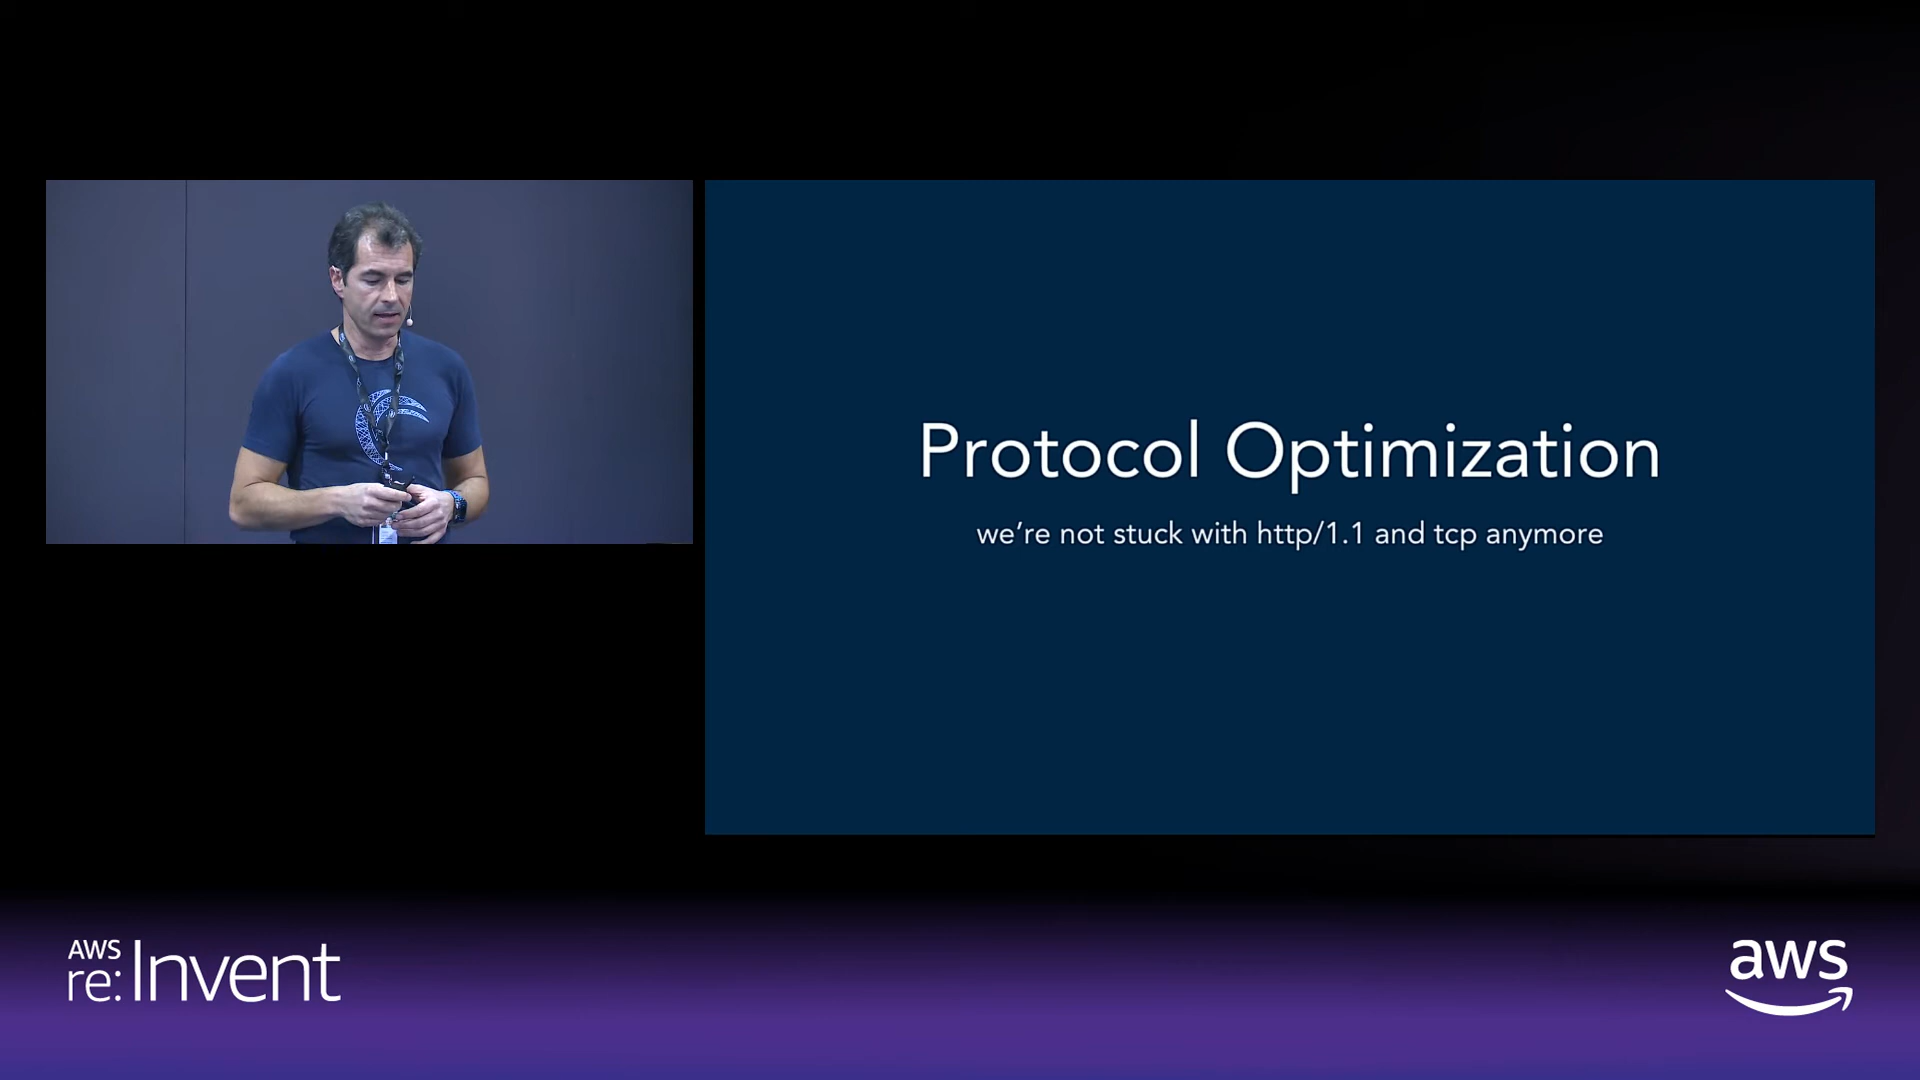 Protocol Optimization
we're not stuck with http/1.1 and tcp anymore
AWS
re:Invent
aws